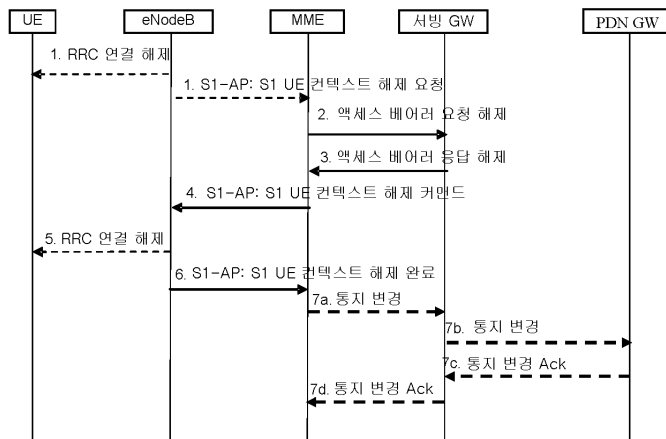 UE
eNodeB
MME
서빙 GW
PDN GW
1. RRC 연결 해제
1. S1-AP: S1 UE 컨텍스트 해제 요청
2. 액세스 베어러 요청 해제
3. 액세스 베어러 응답 해제
4. S1-AP: S1 UE 컨텍스트 해제 커맨드
5. RRC 연결 해제
6. S1-AP: S1 UE 컨텍스트 해제 완료
7a. 통지 변경
7b. 통지 변경
7c. 통지 변경 Ack
7d. 통지 변경 Ack